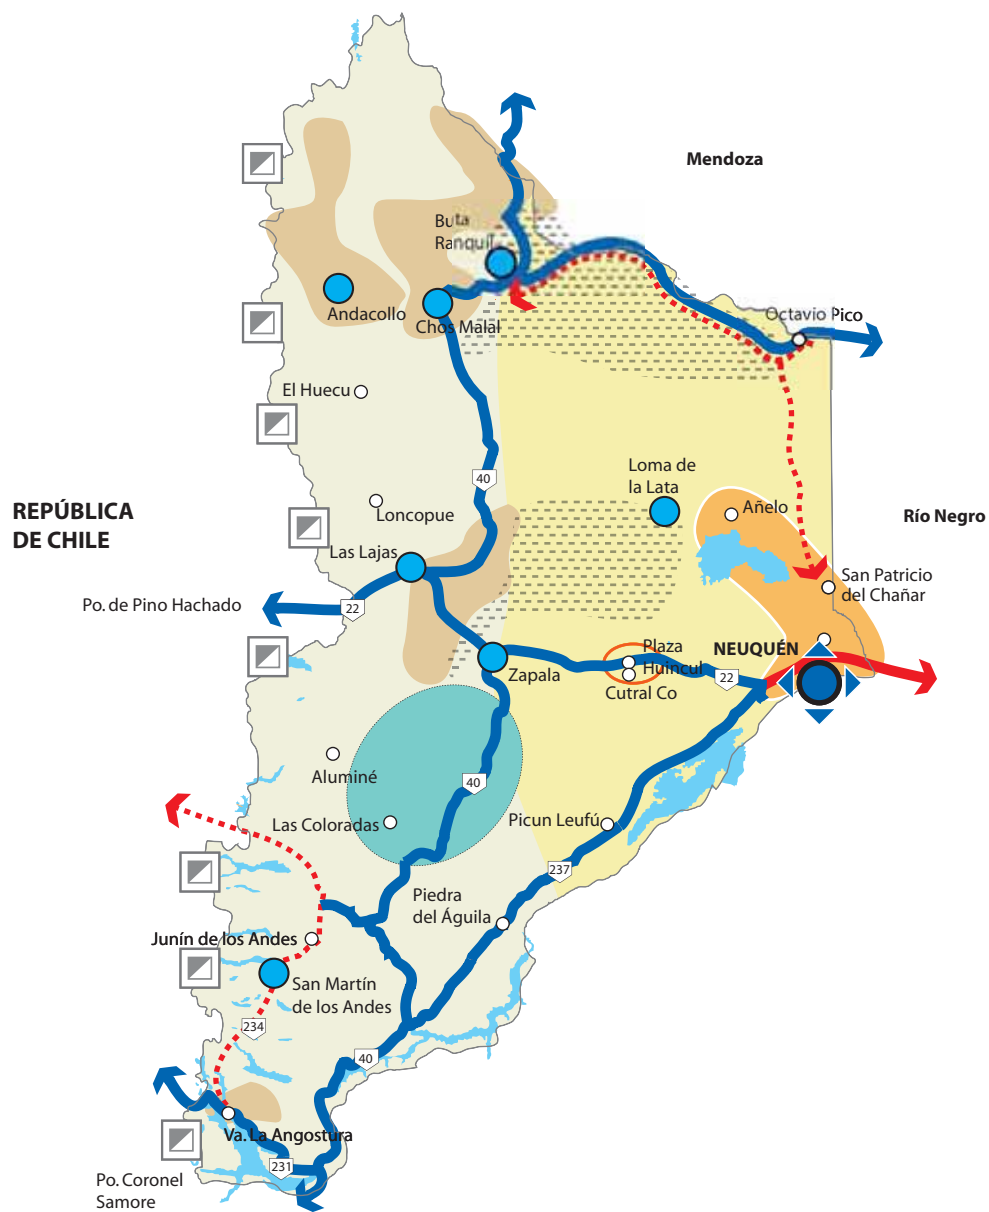 Mendoza
Buta
Ranquil
Andacollo
Chos Malal
Octavio Pico
El Huecu
Loma de
la Lata
40
REPÚBLICA
DE CHILE
Loncopue
Añelo
Río Negro
Las Lajas
San Patricio
del Chañar
Po. de Pino Hachado
22
Plaza
Huincul
NEUQUÉN
Zapala
22
Cutral Co
Aluminé
40
Las Coloradas
Picun Leufú
237
Piedra
del Águila
Junín de los Andes
San Martín
de los Andes
234
40
Va. La Angostura
231
Po. Coronel
Samore